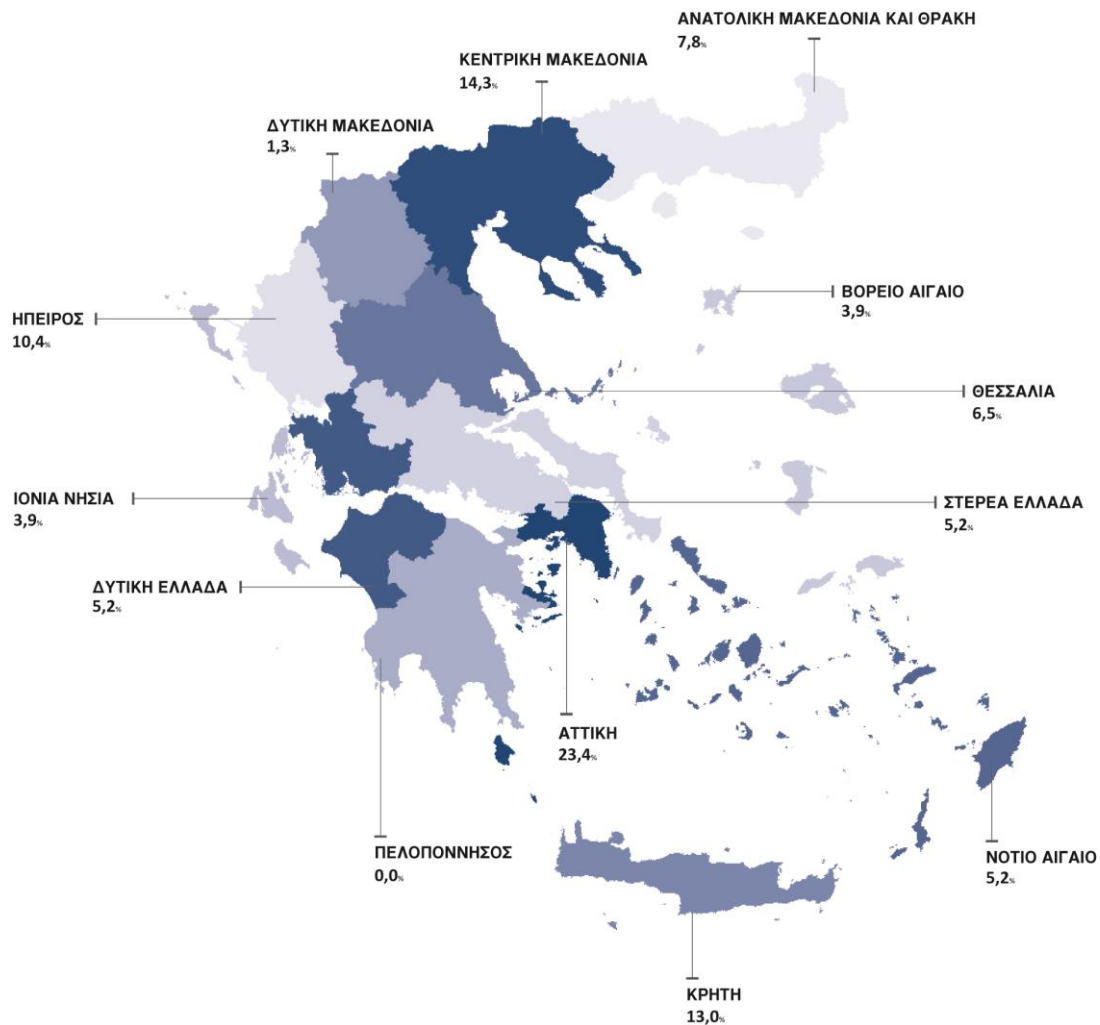 ΑΝΑΤΟΛΙΚΗ ΜΑΚΕΔΟΝΙΑ ΚΑΙ ΘΡΑΚΗ
7,8%
ΚΕΝΤΡΙΚΗ ΜΑΚΕΔΟΝΙΑ
14,3%
ΔΥΤΙΚΗ ΜΑΚΕΔΟΝΙΑ
1,3%
ΒΟΡΕΙΟ ΑΙΓΑΙΟ
3,9%
ΗΠΕΙΡΟΣ
10,4%
ΘΕΣΣΑΛΙΑ
6,5%
ΙΟΝΙΑ ΝΗΣΙΑ
3,9%
ΣΤΕΡΕΑ ΕΛΛΑΔΑ
5,2%
ΔΥΤΙΚΗ ΕΛΛΑΔΑ
5,2%
ΑΤΤΙΚΗ
23,4%
ΠΕΛΟΠΟΝΝΗΣΟΣ
0,0%
ΝΟΤΙΟ ΑΙΓΑΙΟ
5,2%
ΚΡΗΤΗ
13,0%